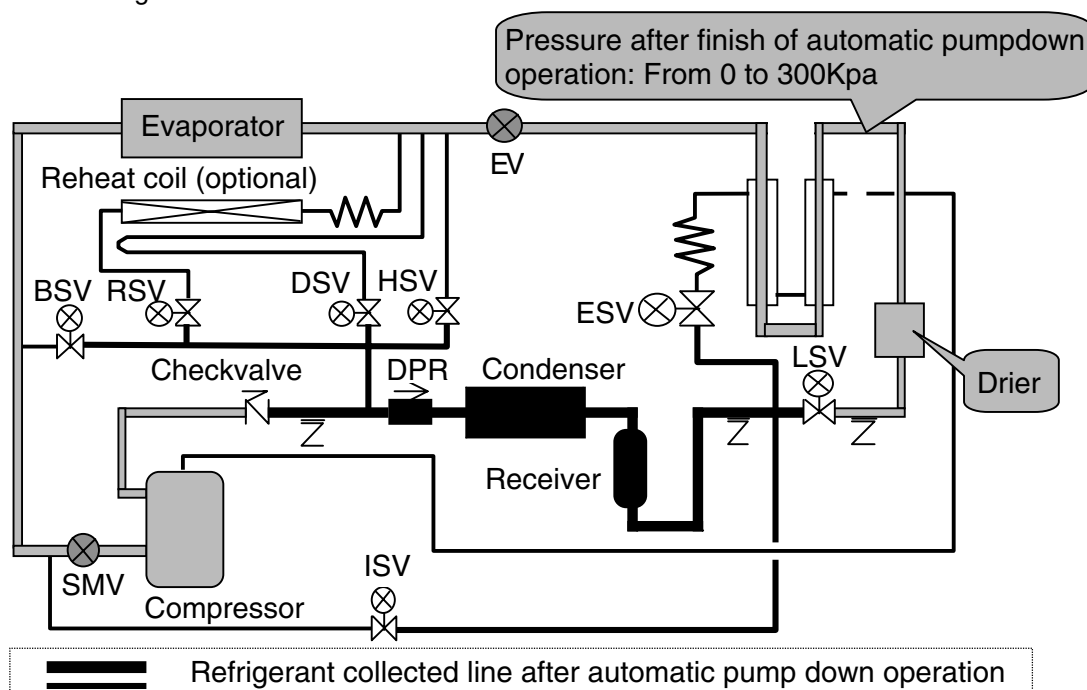 Pressure after finish of automatic pumpdown
operation: From 0 to 300Kpa
Evaporator
EV
Reheat coil (optional)
BSV
RSV
DSV
HSV
ESV
LSV
Drier
Checkvalve
DPR
Condenser
Receiver
SMV
Compressor
ISV
Refrigerant collected line after automatic pump down operation